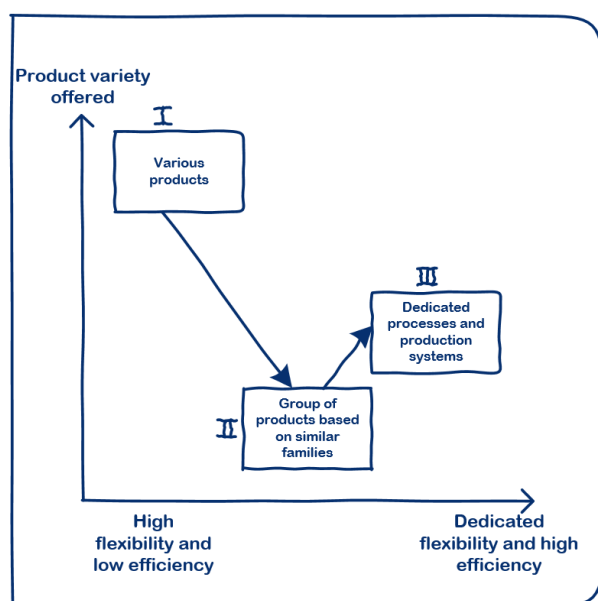 Product variety
offered
I
Various
products
III
Dedicated
processes and
production
systems
II
Group of
products based
on similar
families
High
flexibility and
low efficiency
Dedicated
flexibility and high
efficiency